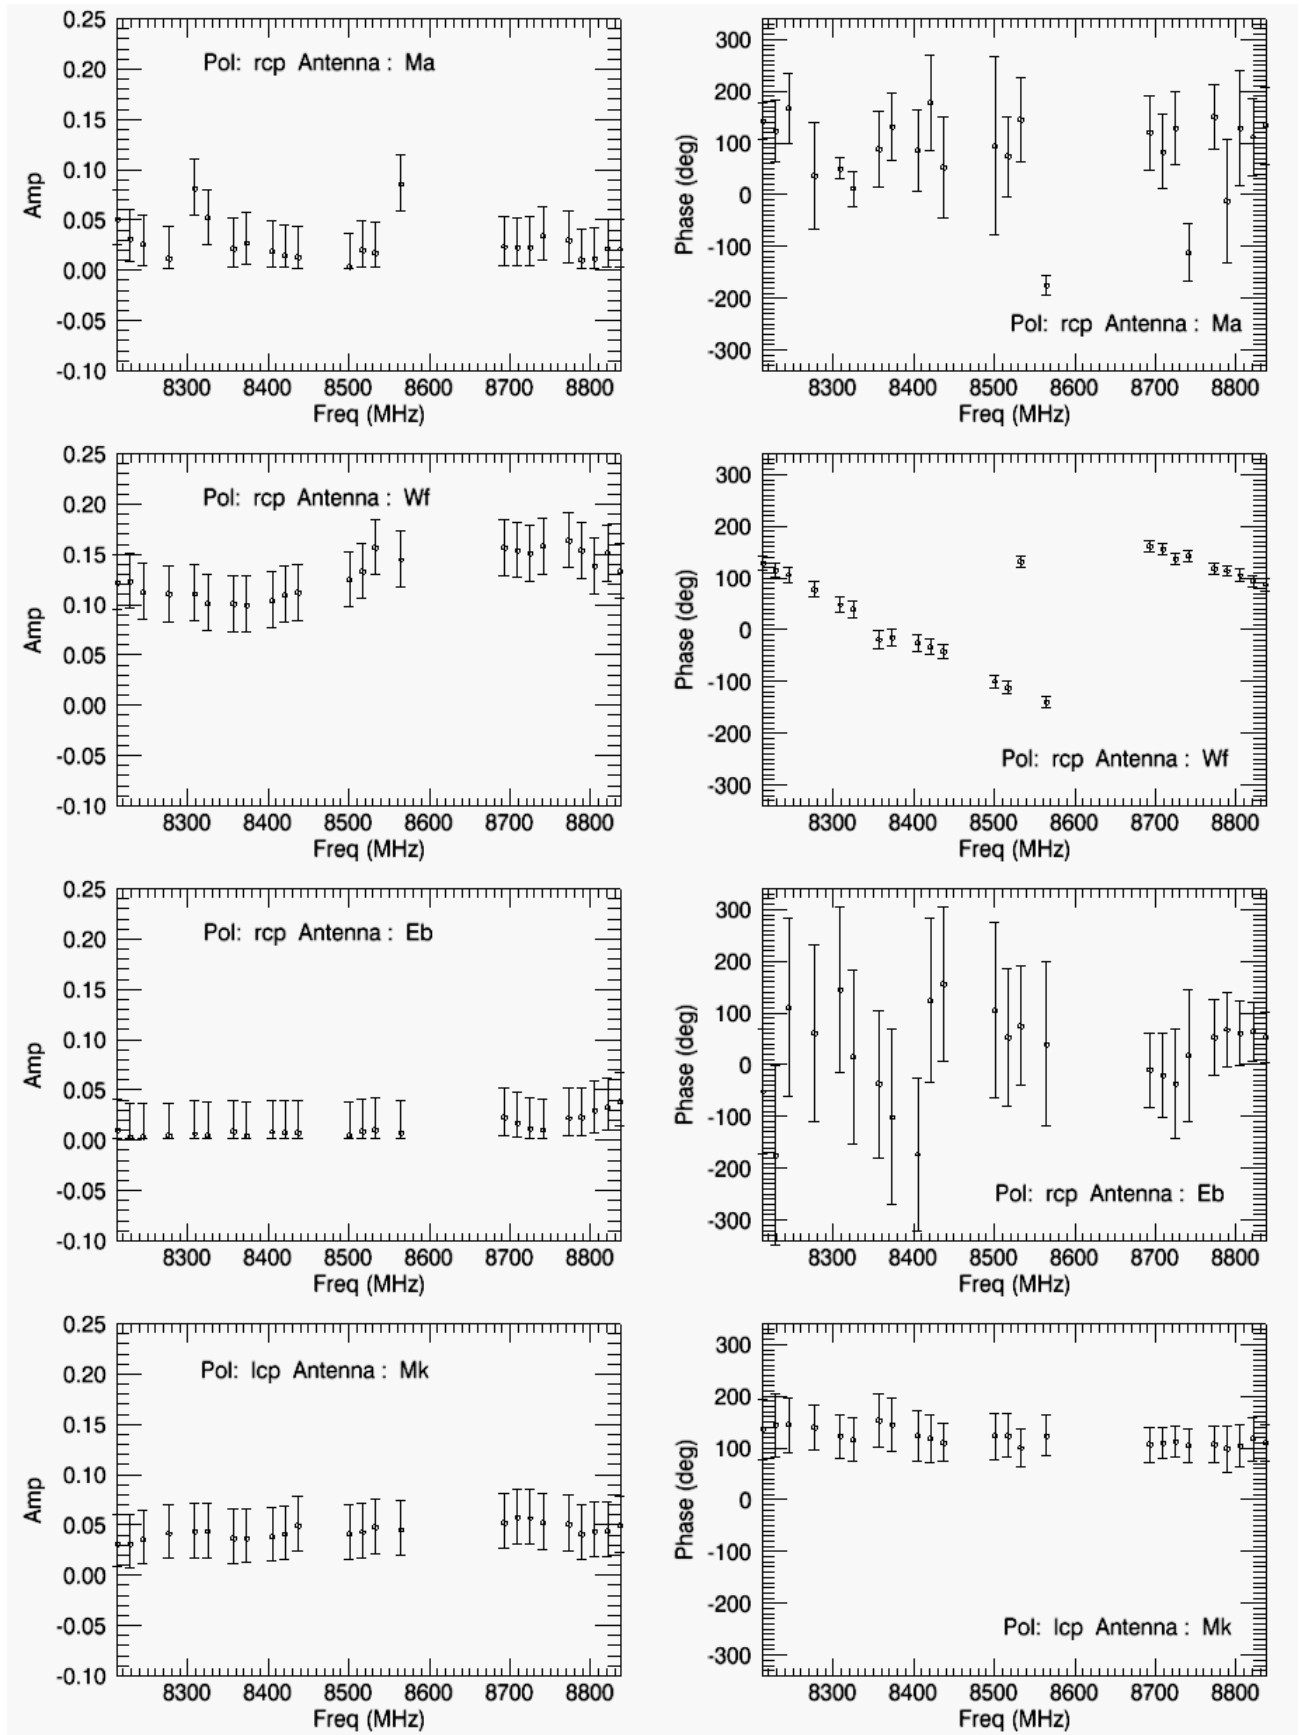 0.25
0.20
0.15
0.10
0.05
0.00
-0.05
-0.10
Amp
Pol: rcp Antenna : Ma
8300 8400 8500 8600 8700 8800
Freq (MHz)
300
200
100
0
-100
-200
-300
Phase (deg)
Pol: rcp Antenna : Ma
8300 8400 8500 8600 8700 8800
Freq (MHz)
0.25
0.20
0.15
0.10
0.05
0.00
-0.05
-0.10
Amp
Pol: rcp Antenna : Wf
8300 8400 8500 8600 8700 8800
Freq (MHz)
300
200
100
0
-100
-200
-300
Phase (deg)
Pol: rcp Antenna : Wf
8300 8400 8500 8600 8700 8800
Freq (MHz)
0.25
0.20
0.15
0.10
0.05
0.00
-0.05
-0.10
Amp
Pol: rcp Antenna : Eb
8300 8400 8500 8600 8700 8800
Freq (MHz)
300
200
100
0
-100
-200
-300
Phase (deg)
Pol: rcp Antenna : Eb
8300 8400 8500 8600 8700 8800
Freq (MHz)
0.25
0.20
0.15
0.10
0.05
0.00
-0.05
-0.10
Amp
Pol: lcp Antenna : Mk
8300 8400 8500 8600 8700 8800
Freq (MHz)
300
200
100
0
-100
-200
-300
Phase (deg)
Pol: lcp Antenna : Mk
8300 8400 8500 8600 8700 8800
Freq (MHz)